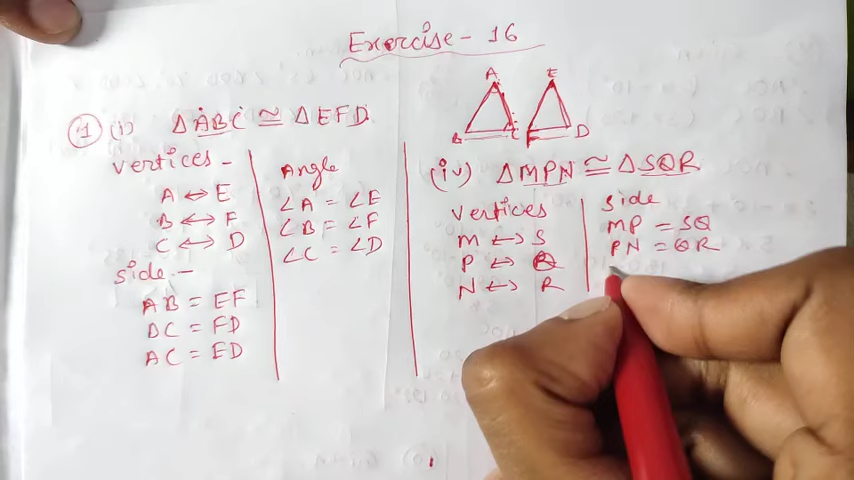 Exercise - 16
A
E
B
C
F
D
① (i) ΔABC ≅ ΔEFD
vertices -
A ↔ E
B ↔ F
C ↔ D
side -
AB = EF
BC = FD
AC = ED
Angle
∠A = ∠E
∠B = ∠F
∠C = ∠D
(iv) ΔMPN ≅ ΔSQR
vertices
M ↔ S
P ↔ Q
N ↔ R
side
MP = SQ
PN = QR